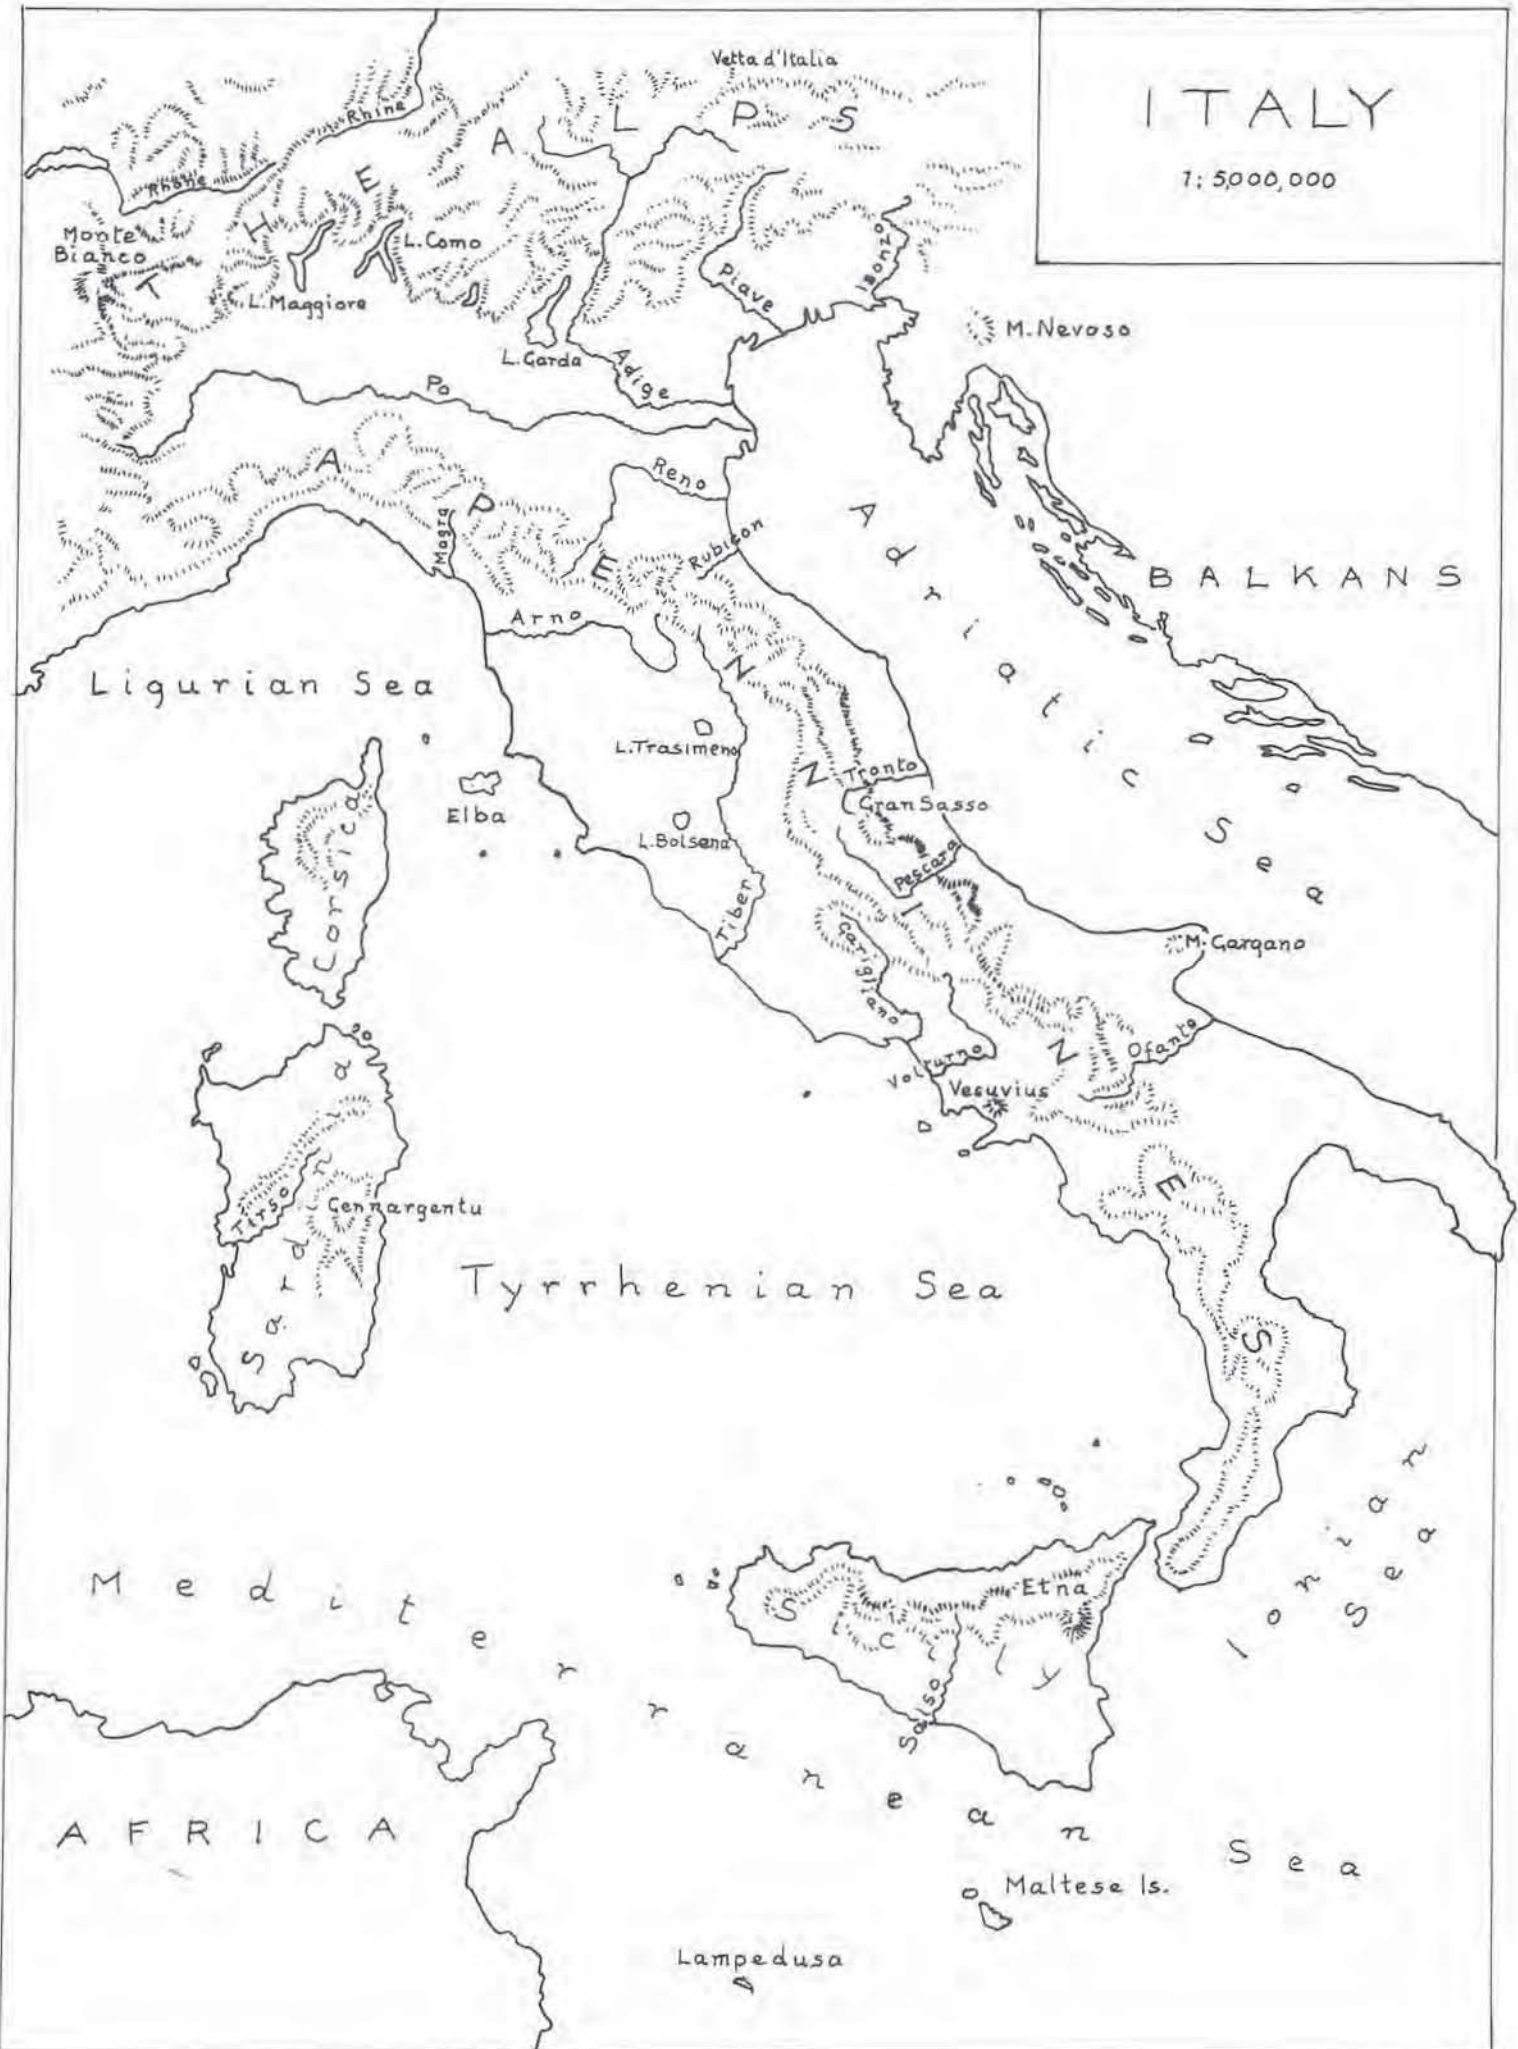 ITALY
1:5,000,000
Vetta d'Italia
THE ALPS
Rhine
Rhône
Monte Bianco
L. Como
L. Maggiore
L. Garda
Isonzo
Piave
Adige
M. Nevoso
Po
APENNINES
Reno
Magra
Rubicon
Arno
Adriatic Sea
BALKANS
Ligurian Sea
L. Trasimeno
Tronto
Elba
Gran Sasso
L. Bolsena
Corsica
Pescara
Tiber
Garigliano
M. Gargano
Ofanto
Volturno
Vesuvius
Tirso
Gennargentu
Sardinia
Tyrrhenian Sea
Ionian Sea
Etna
Sicily
Salso
Mediterranean Sea
AFRICA
Maltese Is.
Lampedusa